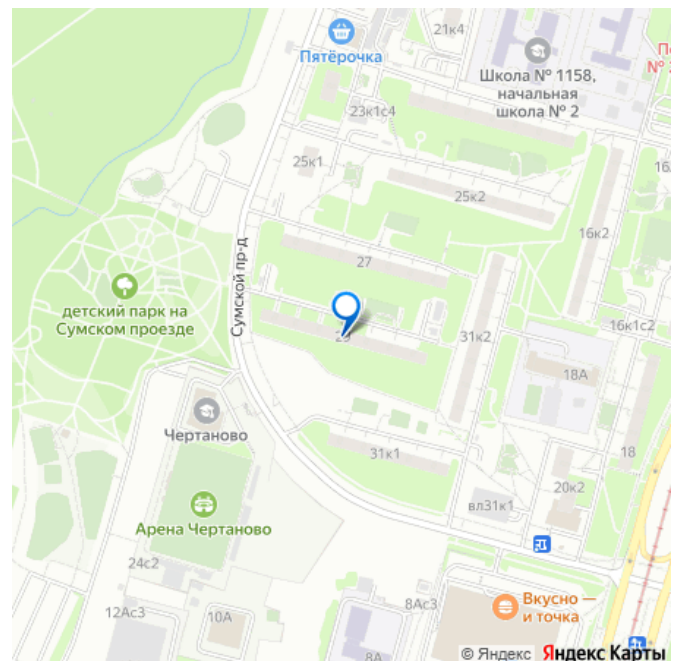 21к4
Пятёрочка
Школа № 1158,
начальная
школа № 2
23к1с4
25к1
25к2
16к2
27
Сумской пр-д
детский парк на
Сумском проезде
31к2
16к1с2
18А
Чертаново
31к1
18
20к2
вл31к1
Арена Чертаново
24с2
12Ас3
10А
8Ас3
Вкусно —
и точка
8А
© Яндекс Яндекс Карты